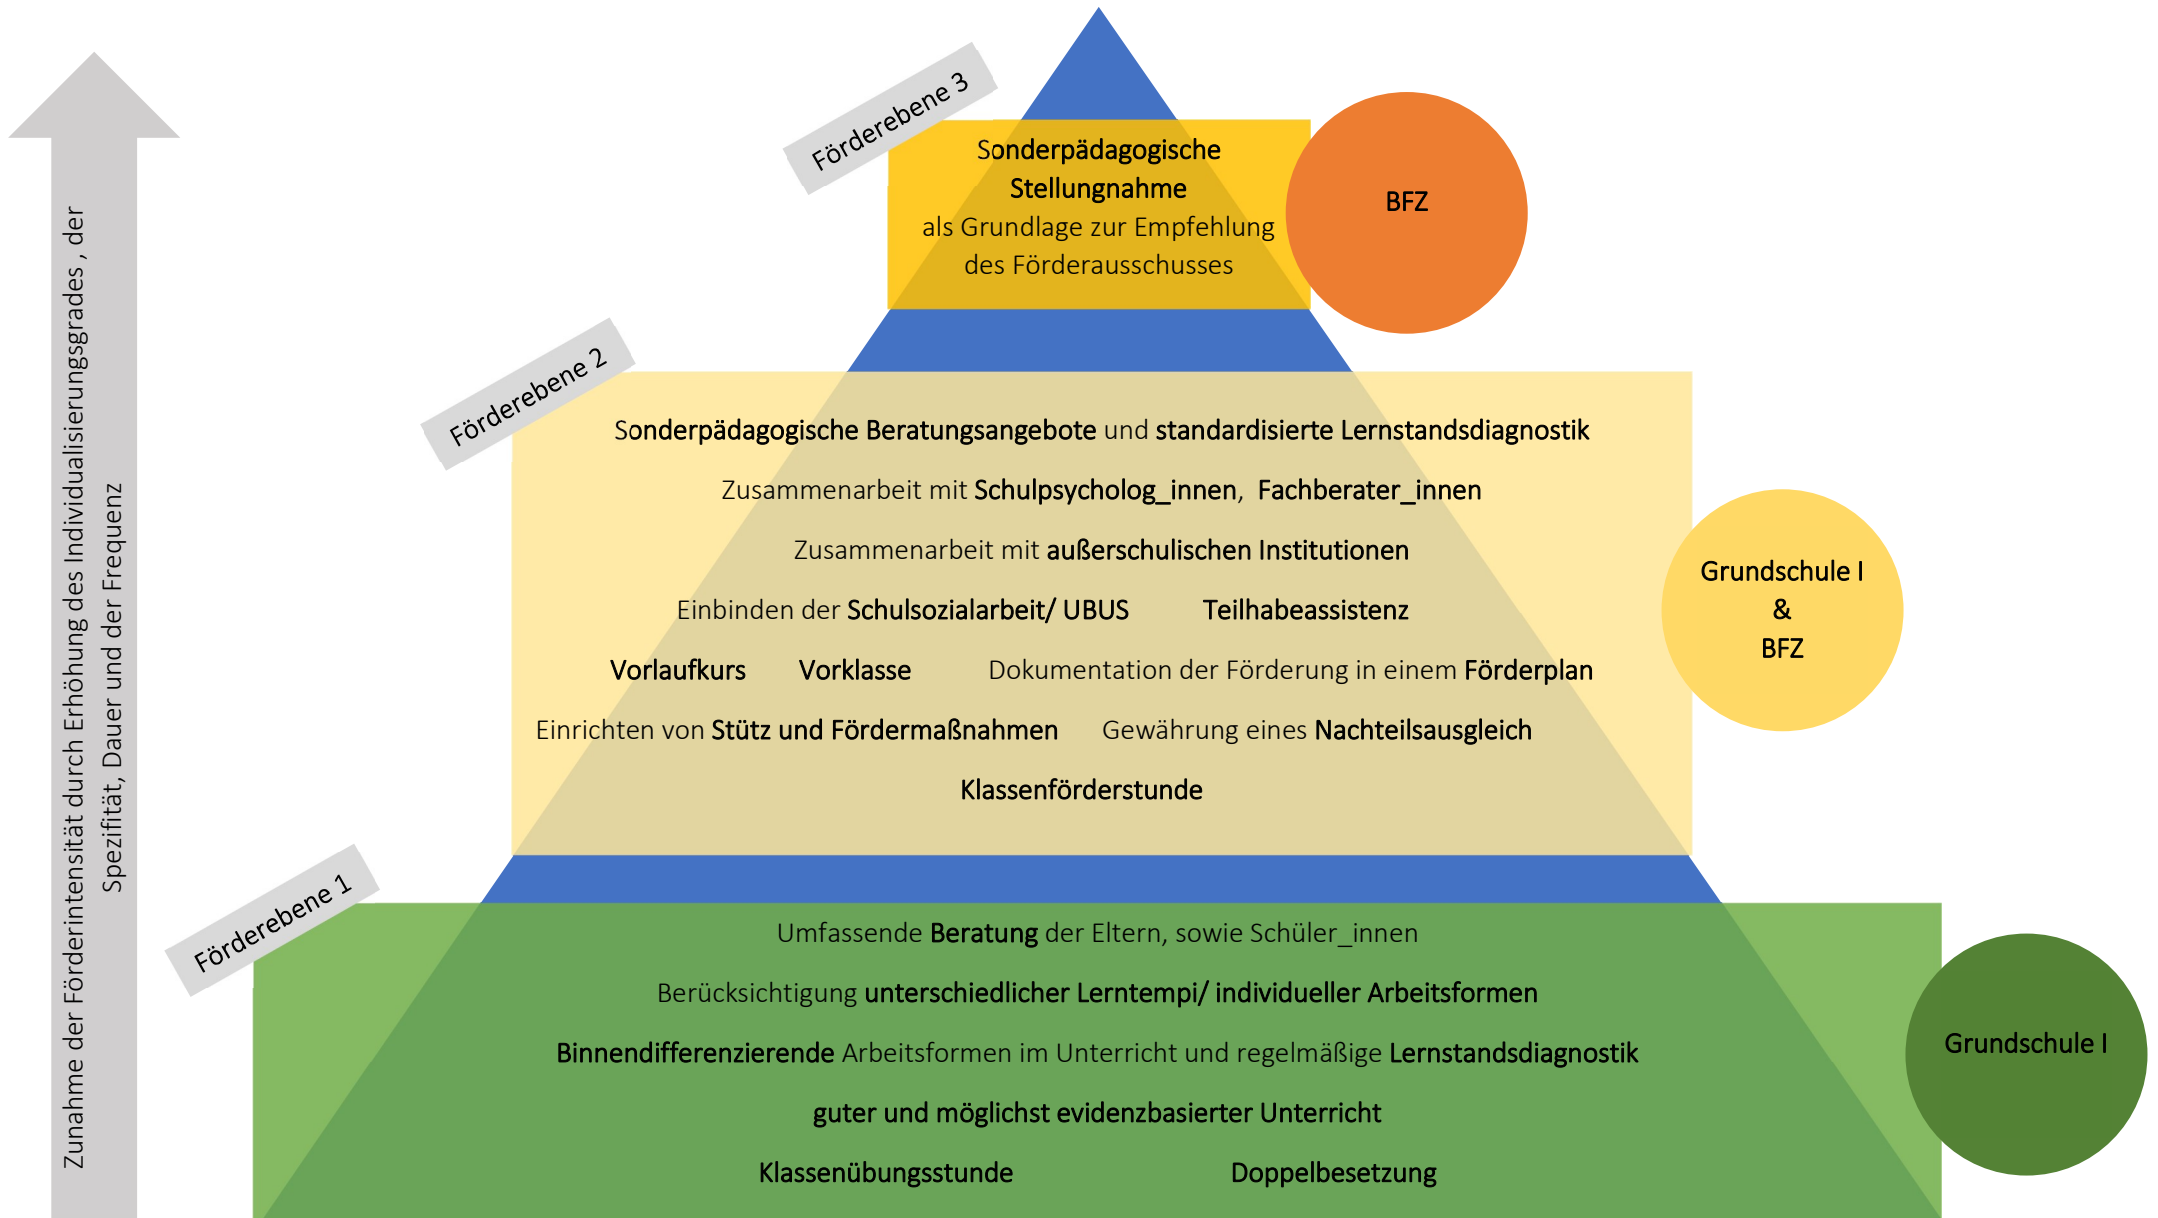 Zunahme der Förderintensität durch Erhöhung des Individualisierungsgrades , der
Spezifität, Dauer und der Frequenz
Förderebene 3
Sonderpädagogische
Stellungnahme
als Grundlage zur Empfehlung
des Förderausschusses
BFZ
Förderebene 2
Sonderpädagogische Beratungsangebote und standardisierte Lernstandsdiagnostik
Zusammenarbeit mit Schulpsycholog_innen, Fachberater_innen
Zusammenarbeit mit außerschulischen Institutionen
Einbinden der Schulsozialarbeit/ UBUS Teilhabeassistenz
Vorlaufkurs Vorklasse Dokumentation der Förderung in einem Förderplan
Einrichten von Stütz und Fördermaßnahmen Gewährung eines Nachteilsausgleich
Klassenförderstunde
Grundschule I
&
BFZ
Förderebene 1
Umfassende Beratung der Eltern, sowie Schüler_innen
Berücksichtigung unterschiedlicher Lerntempi/ individueller Arbeitsformen
Binnendifferenzierende Arbeitsformen im Unterricht und regelmäßige Lernstandsdiagnostik
guter und möglichst evidenzbasierter Unterricht
Klassenübungsstunde Doppelbesetzung
Grundschule I